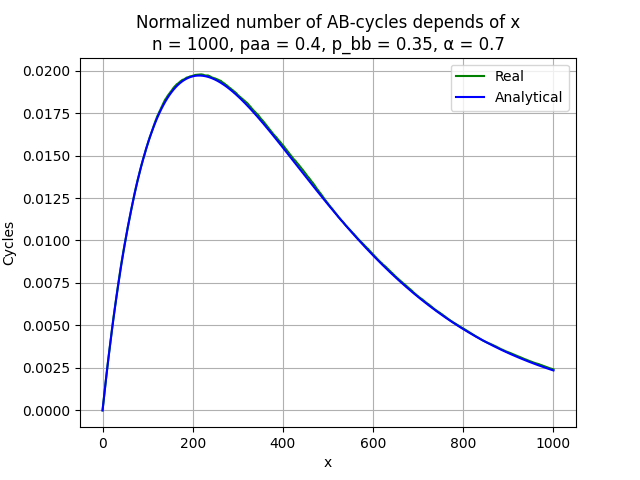 Normalized number of AB-cycles depends of x
n = 1000, paa = 0.4, p_bb = 0.35, α = 0.7
Real
Analytical
0.0200
0.0175
0.0150
0.0125
0.0100
0.0075
0.0050
0.0025
0.0000
Cycles
0 200 400 600 800 1000
x